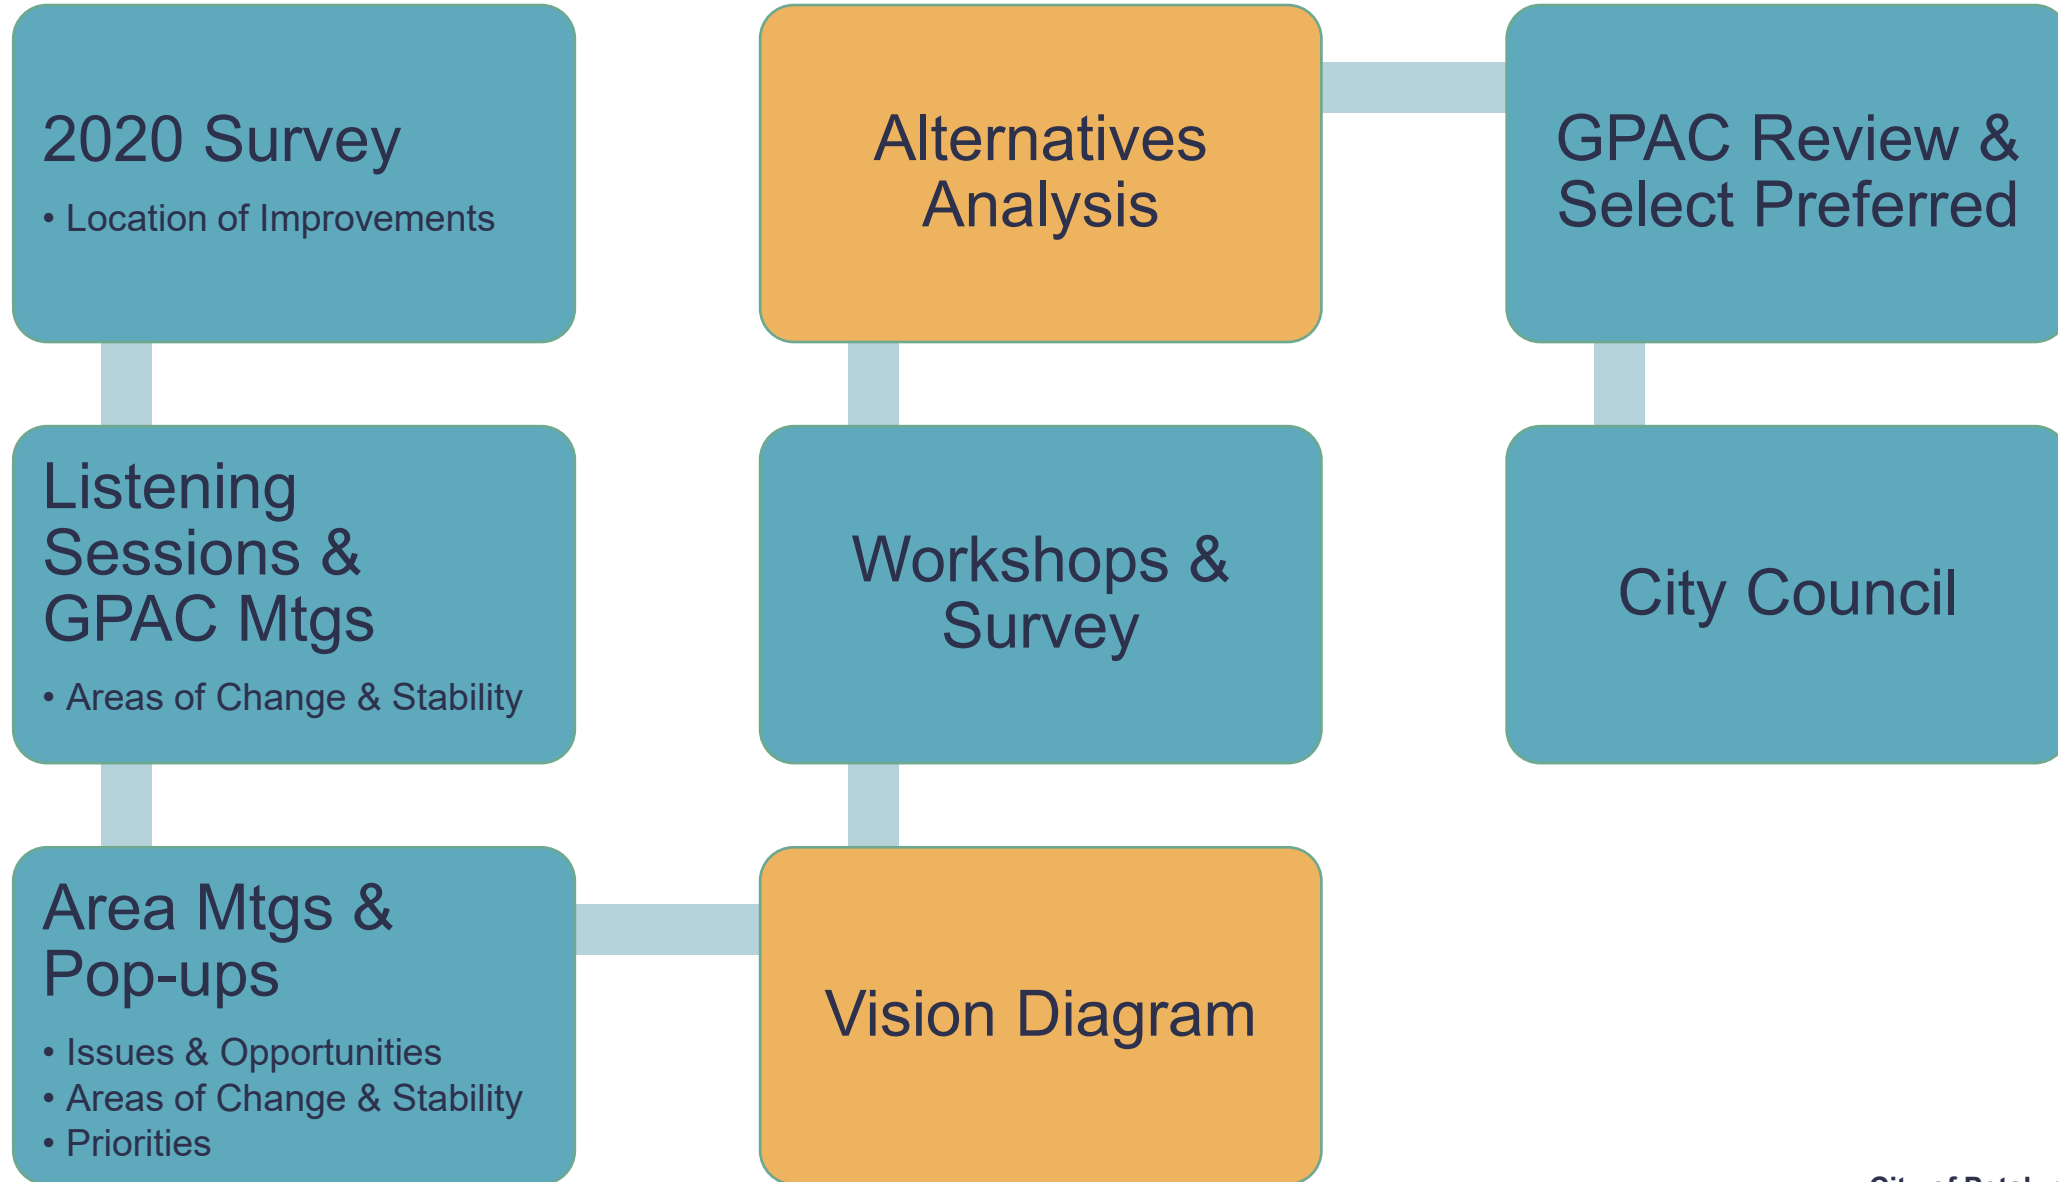 2020 Survey
• Location of Improvements
Listening
Sessions &
GPAC Mtgs
• Areas of Change & Stability
Area Mtgs &
Pop-ups
• Issues & Opportunities
• Areas of Change & Stability
• Priorities
Vision Diagram
Workshops &
Survey
Alternatives
Analysis
GPAC Review &
Select Preferred
City Council